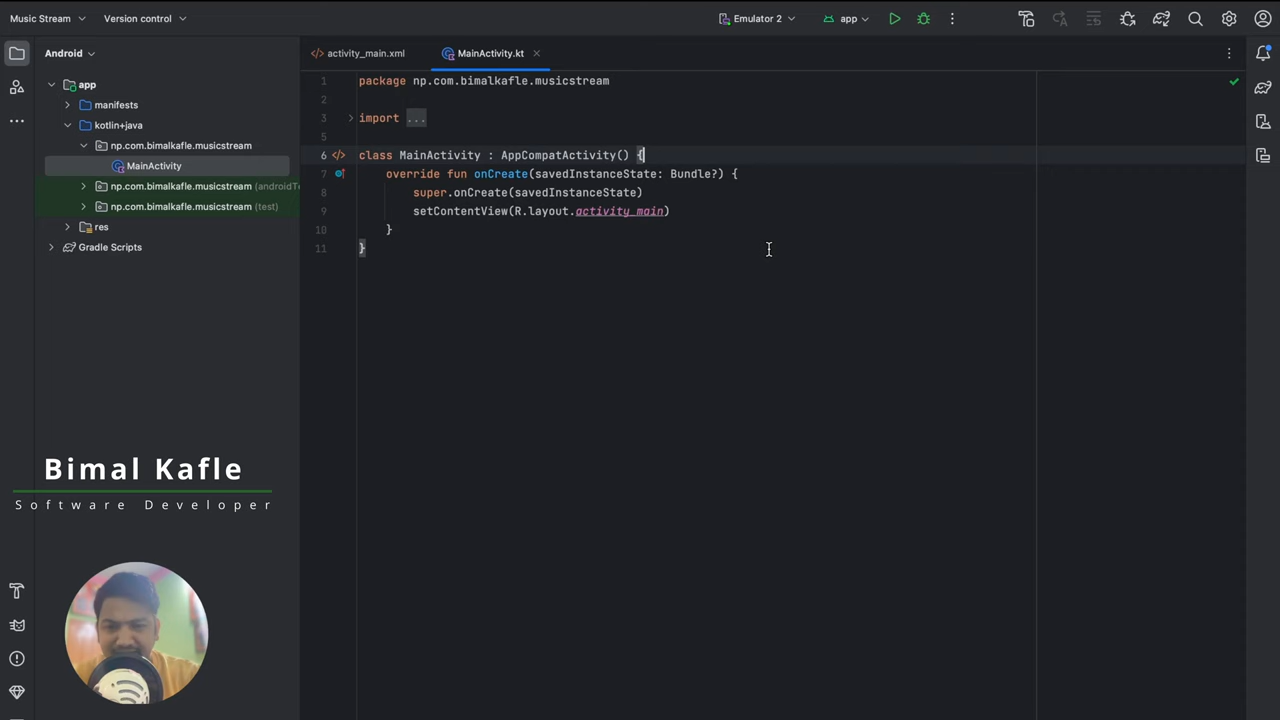 Music Stream
Version control
Emulator 2
app
Android
activity_main.xml
MainActivity.kt
app
manifests
kotlin+java
np.com.bimalkafle.musicstream
MainActivity
np.com.bimalkafle.musicstream (androidTe
np.com.bimalkafle.musicstream (test)
res
Gradle Scripts
1 package np.com.bimalkafle.musicstream
2
3 import ...
5
6 class MainActivity : AppCompatActivity() {
7 override fun onCreate(savedInstanceState: Bundle?) {
8 super.onCreate(savedInstanceState)
9 setContentView(R.layout.activity_main)
10 }
11 }
Bimal Kafle
Software Developer